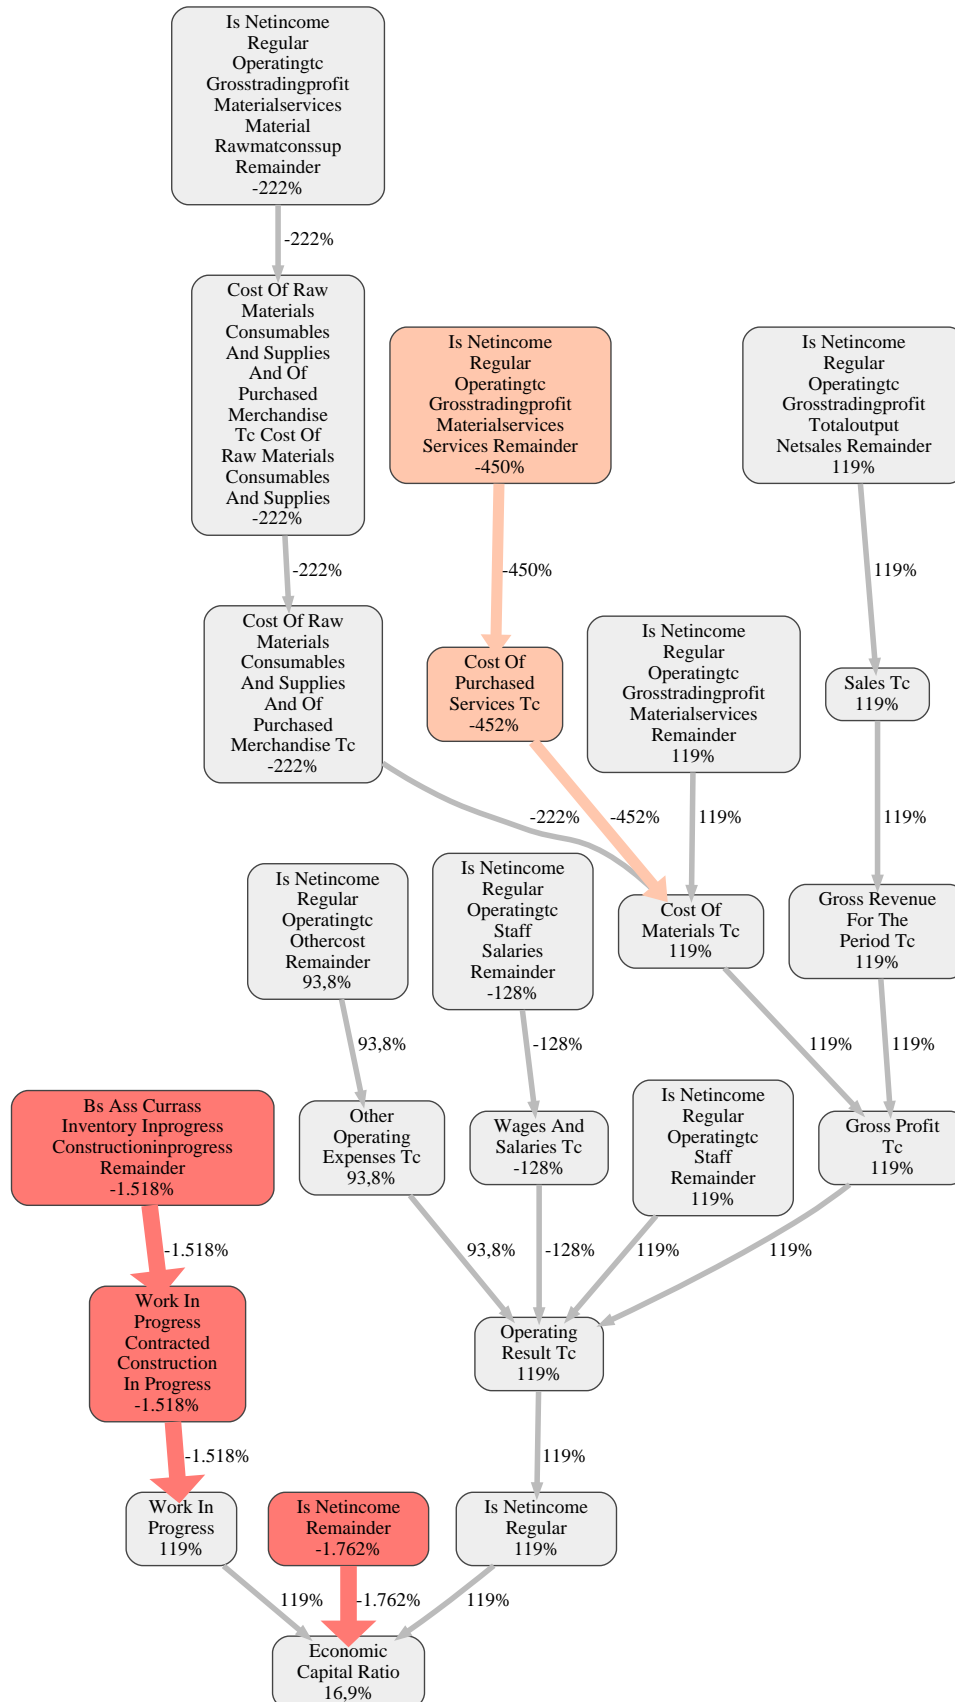 Is Netincome
Regular
Operatingtc
Grosstradingprofit
Materialservices
Material
Rawmatconssup
Remainder
-222%
-222%
Cost Of Raw
Materials
Consumables
And Supplies
And Of
Purchased
Merchandise
Tc Cost Of
Raw Materials
Consumables
And Supplies
-222%
Is Netincome
Regular
Operatingtc
Grosstradingprofit
Materialservices
Services Remainder
-450%
Is Netincome
Regular
Operatingtc
Grosstradingprofit
Totaloutput
Netsales Remainder
119%
-222%
-450%
119%
Cost Of Raw
Materials
Consumables
And Supplies
And Of
Purchased
Merchandise Tc
-222%
Cost Of
Purchased
Services Tc
-452%
Is Netincome
Regular
Operatingtc
Grosstradingprofit
Materialservices
Remainder
119%
Sales Tc
119%
-222%
-452%
119%
119%
Is Netincome
Regular
Operatingtc
Othercost
Remainder
93,8%
Is Netincome
Regular
Operatingtc
Staff
Salaries
Remainder
-128%
Cost Of
Materials Tc
119%
Gross Revenue
For The
Period Tc
119%
93,8%
-128%
119%
119%
Bs Ass Currass
Inventory Inprogress
Constructioninprogress
Remainder
-1.518%
Other
Operating
Expenses Tc
93,8%
Wages And
Salaries Tc
-128%
Is Netincome
Regular
Operatingtc
Staff
Remainder
119%
Gross Profit
Tc
119%
-1.518%
93,8%
-128%
119%
119%
Work In
Progress
Contracted
Construction
In Progress
-1.518%
Operating
Result Tc
119%
-1.518%
119%
Work In
Progress
119%
Is Netincome
Remainder
-1.762%
Is Netincome
Regular
119%
119%
-1.762%
119%
Economic
Capital Ratio
16,9%